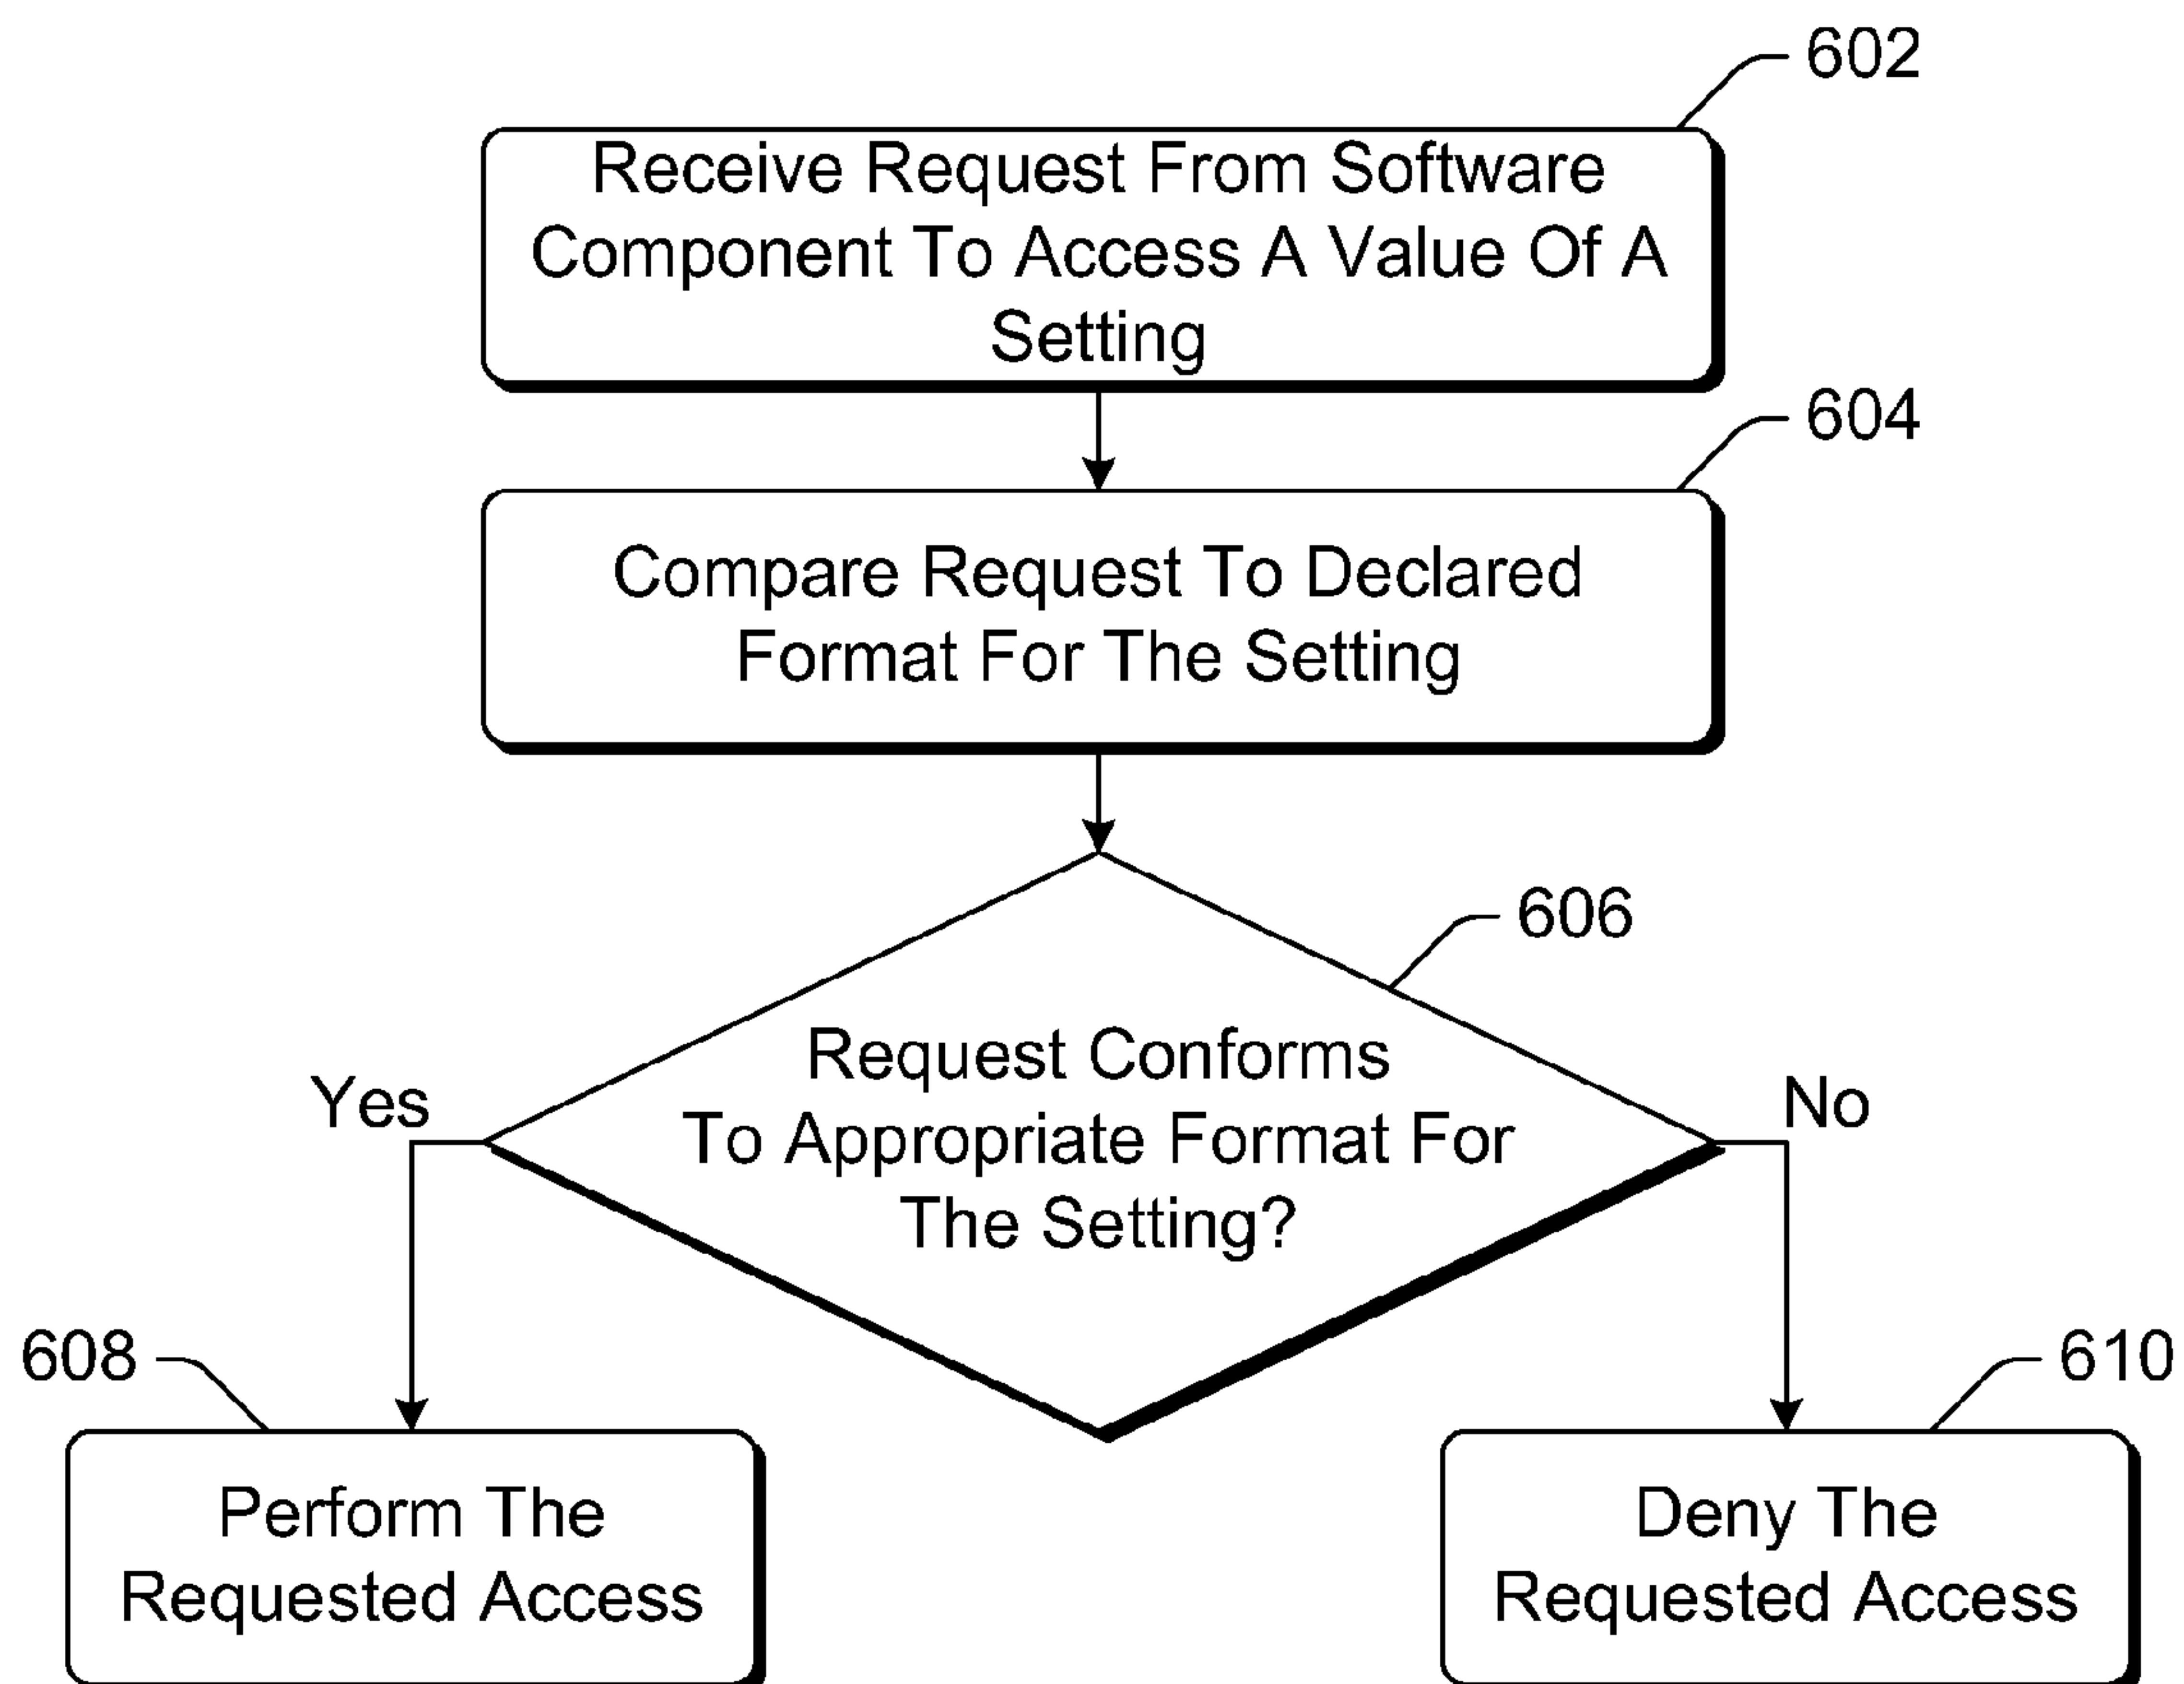 602
Receive Request From Software
Component To Access A Value Of A
Setting
604
Compare Request To Declared
Format For The Setting
606
Request Conforms
To Appropriate Format For
The Setting?
Yes
No
608
Perform The
Requested Access
610
Deny The
Requested Access